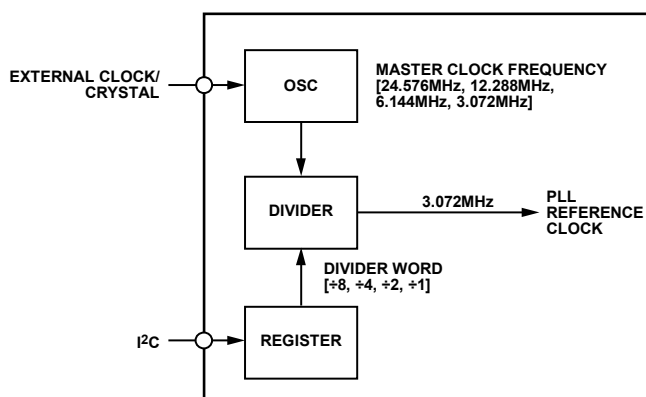 EXTERNAL CLOCK/
CRYSTAL
OSC
MASTER CLOCK FREQUENCY
[24.576MHz, 12.288MHz,
6.144MHz, 3.072MHz]
DIVIDER
3.072MHz
PLL
REFERENCE
CLOCK
DIVIDER WORD
[÷8, ÷4, ÷2, ÷1]
I²C
REGISTER